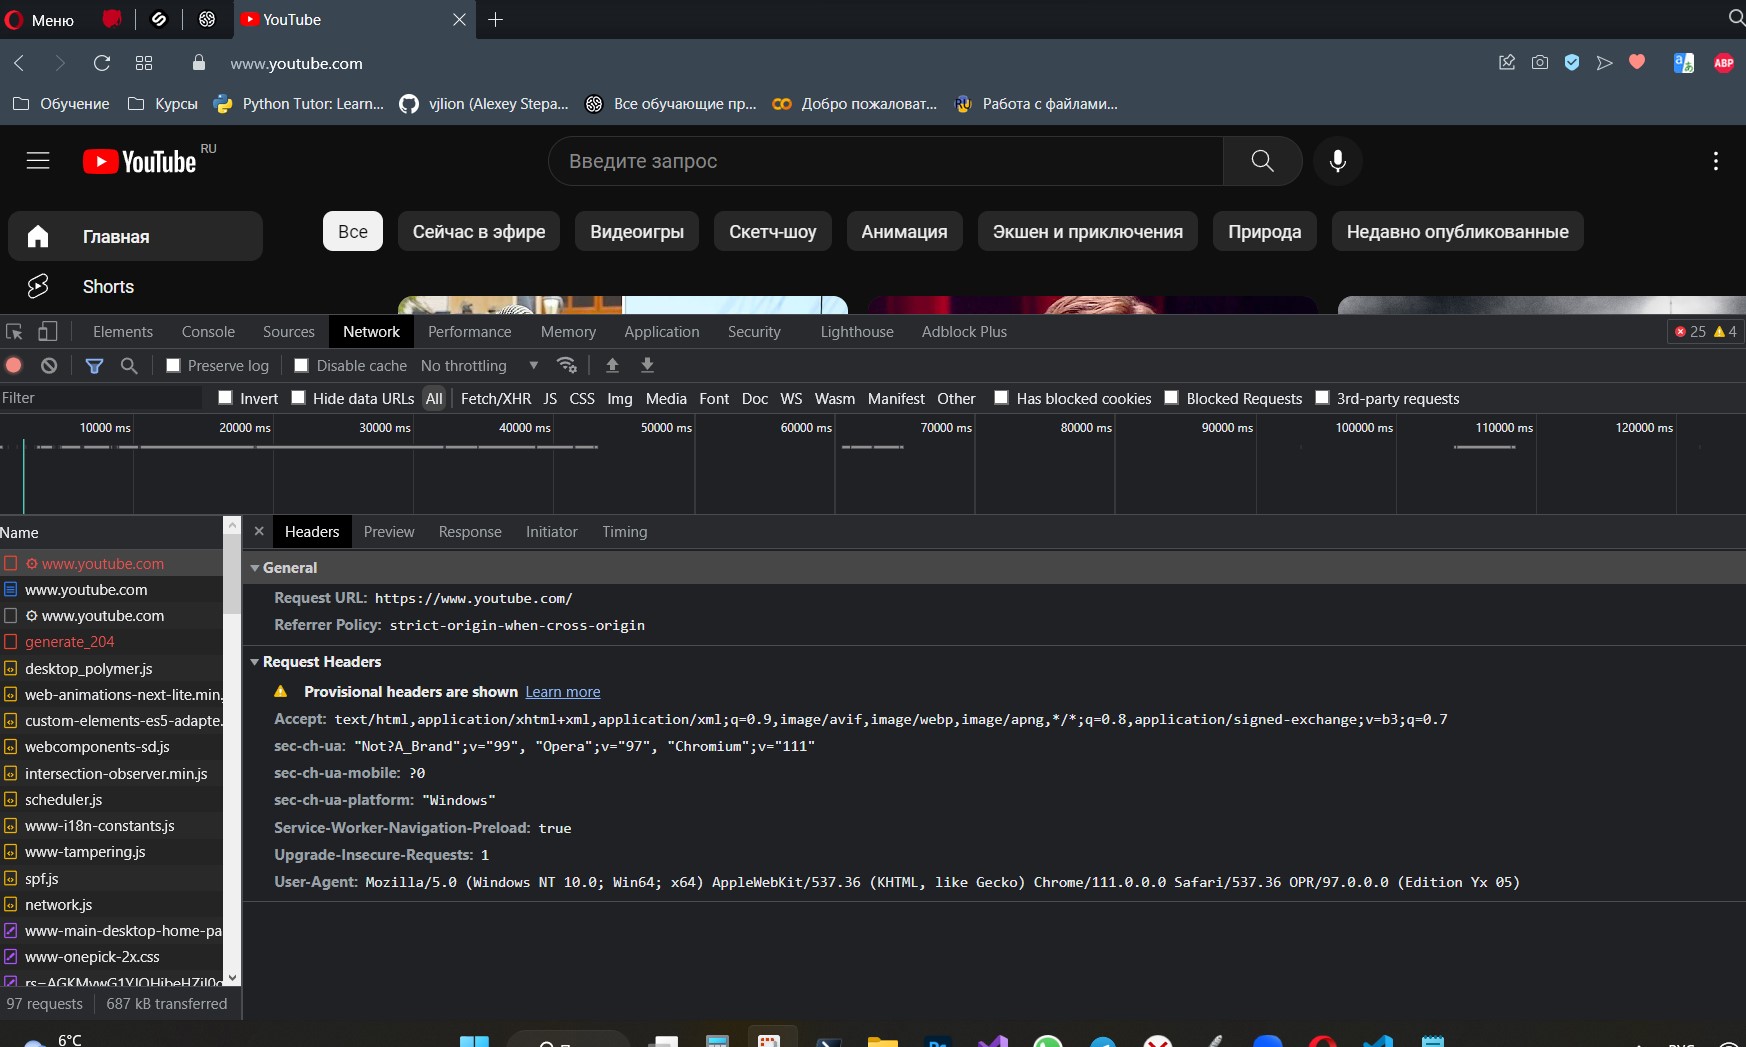 Меню
YouTube
www.youtube.com
ABP
Обучение
Курсы
Python Tutor: Learn...
vjlion (Alexey Stepa...
Все обучающие пр...
Добро пожаловат...
Работа с файлами...
YouTube RU
Введите запрос
Главная
Все
Сейчас в эфире
Видеоигры
Скетч-шоу
Анимация
Экшен и приключения
Природа
Недавно опубликованные
Shorts
Elements Console Sources Network Performance Memory Application Security Lighthouse Adblock Plus 25 4
Preserve log Disable cache No throttling
Filter Invert Hide data URLs All Fetch/XHR JS CSS Img Media Font Doc WS Wasm Manifest Other Has blocked cookies Blocked Requests 3rd-party requests
10000 ms 20000 ms 30000 ms 40000 ms 50000 ms 60000 ms 70000 ms 80000 ms 90000 ms 100000 ms 110000 ms 120000 ms
Name
www.youtube.com
www.youtube.com
www.youtube.com
generate_204
desktop_polymer.js
web-animations-next-lite.min.
custom-elements-es5-adapte.
webcomponents-sd.js
intersection-observer.min.js
scheduler.js
www-i18n-constants.js
www-tampering.js
spf.js
network.js
www-main-desktop-home-pa
www-onepick-2x.css
97 requests 687 kB transferred
Headers Preview Response Initiator Timing
General
Request URL: https://www.youtube.com/
Referrer Policy: strict-origin-when-cross-origin
Request Headers
Provisional headers are shown Learn more
Accept: text/html,application/xhtml+xml,application/xml;q=0.9,image/avif,image/webp,image/apng,*/*;q=0.8,application/signed-exchange;v=b3;q=0.7
sec-ch-ua: "Not?A_Brand";v="99", "Opera";v="97", "Chromium";v="111"
sec-ch-ua-mobile: ?0
sec-ch-ua-platform: "Windows"
Service-Worker-Navigation-Preload: true
Upgrade-Insecure-Requests: 1
User-Agent: Mozilla/5.0 (Windows NT 10.0; Win64; x64) AppleWebKit/537.36 (KHTML, like Gecko) Chrome/111.0.0.0 Safari/537.36 OPR/97.0.0.0 (Edition Yx 05)
6°C